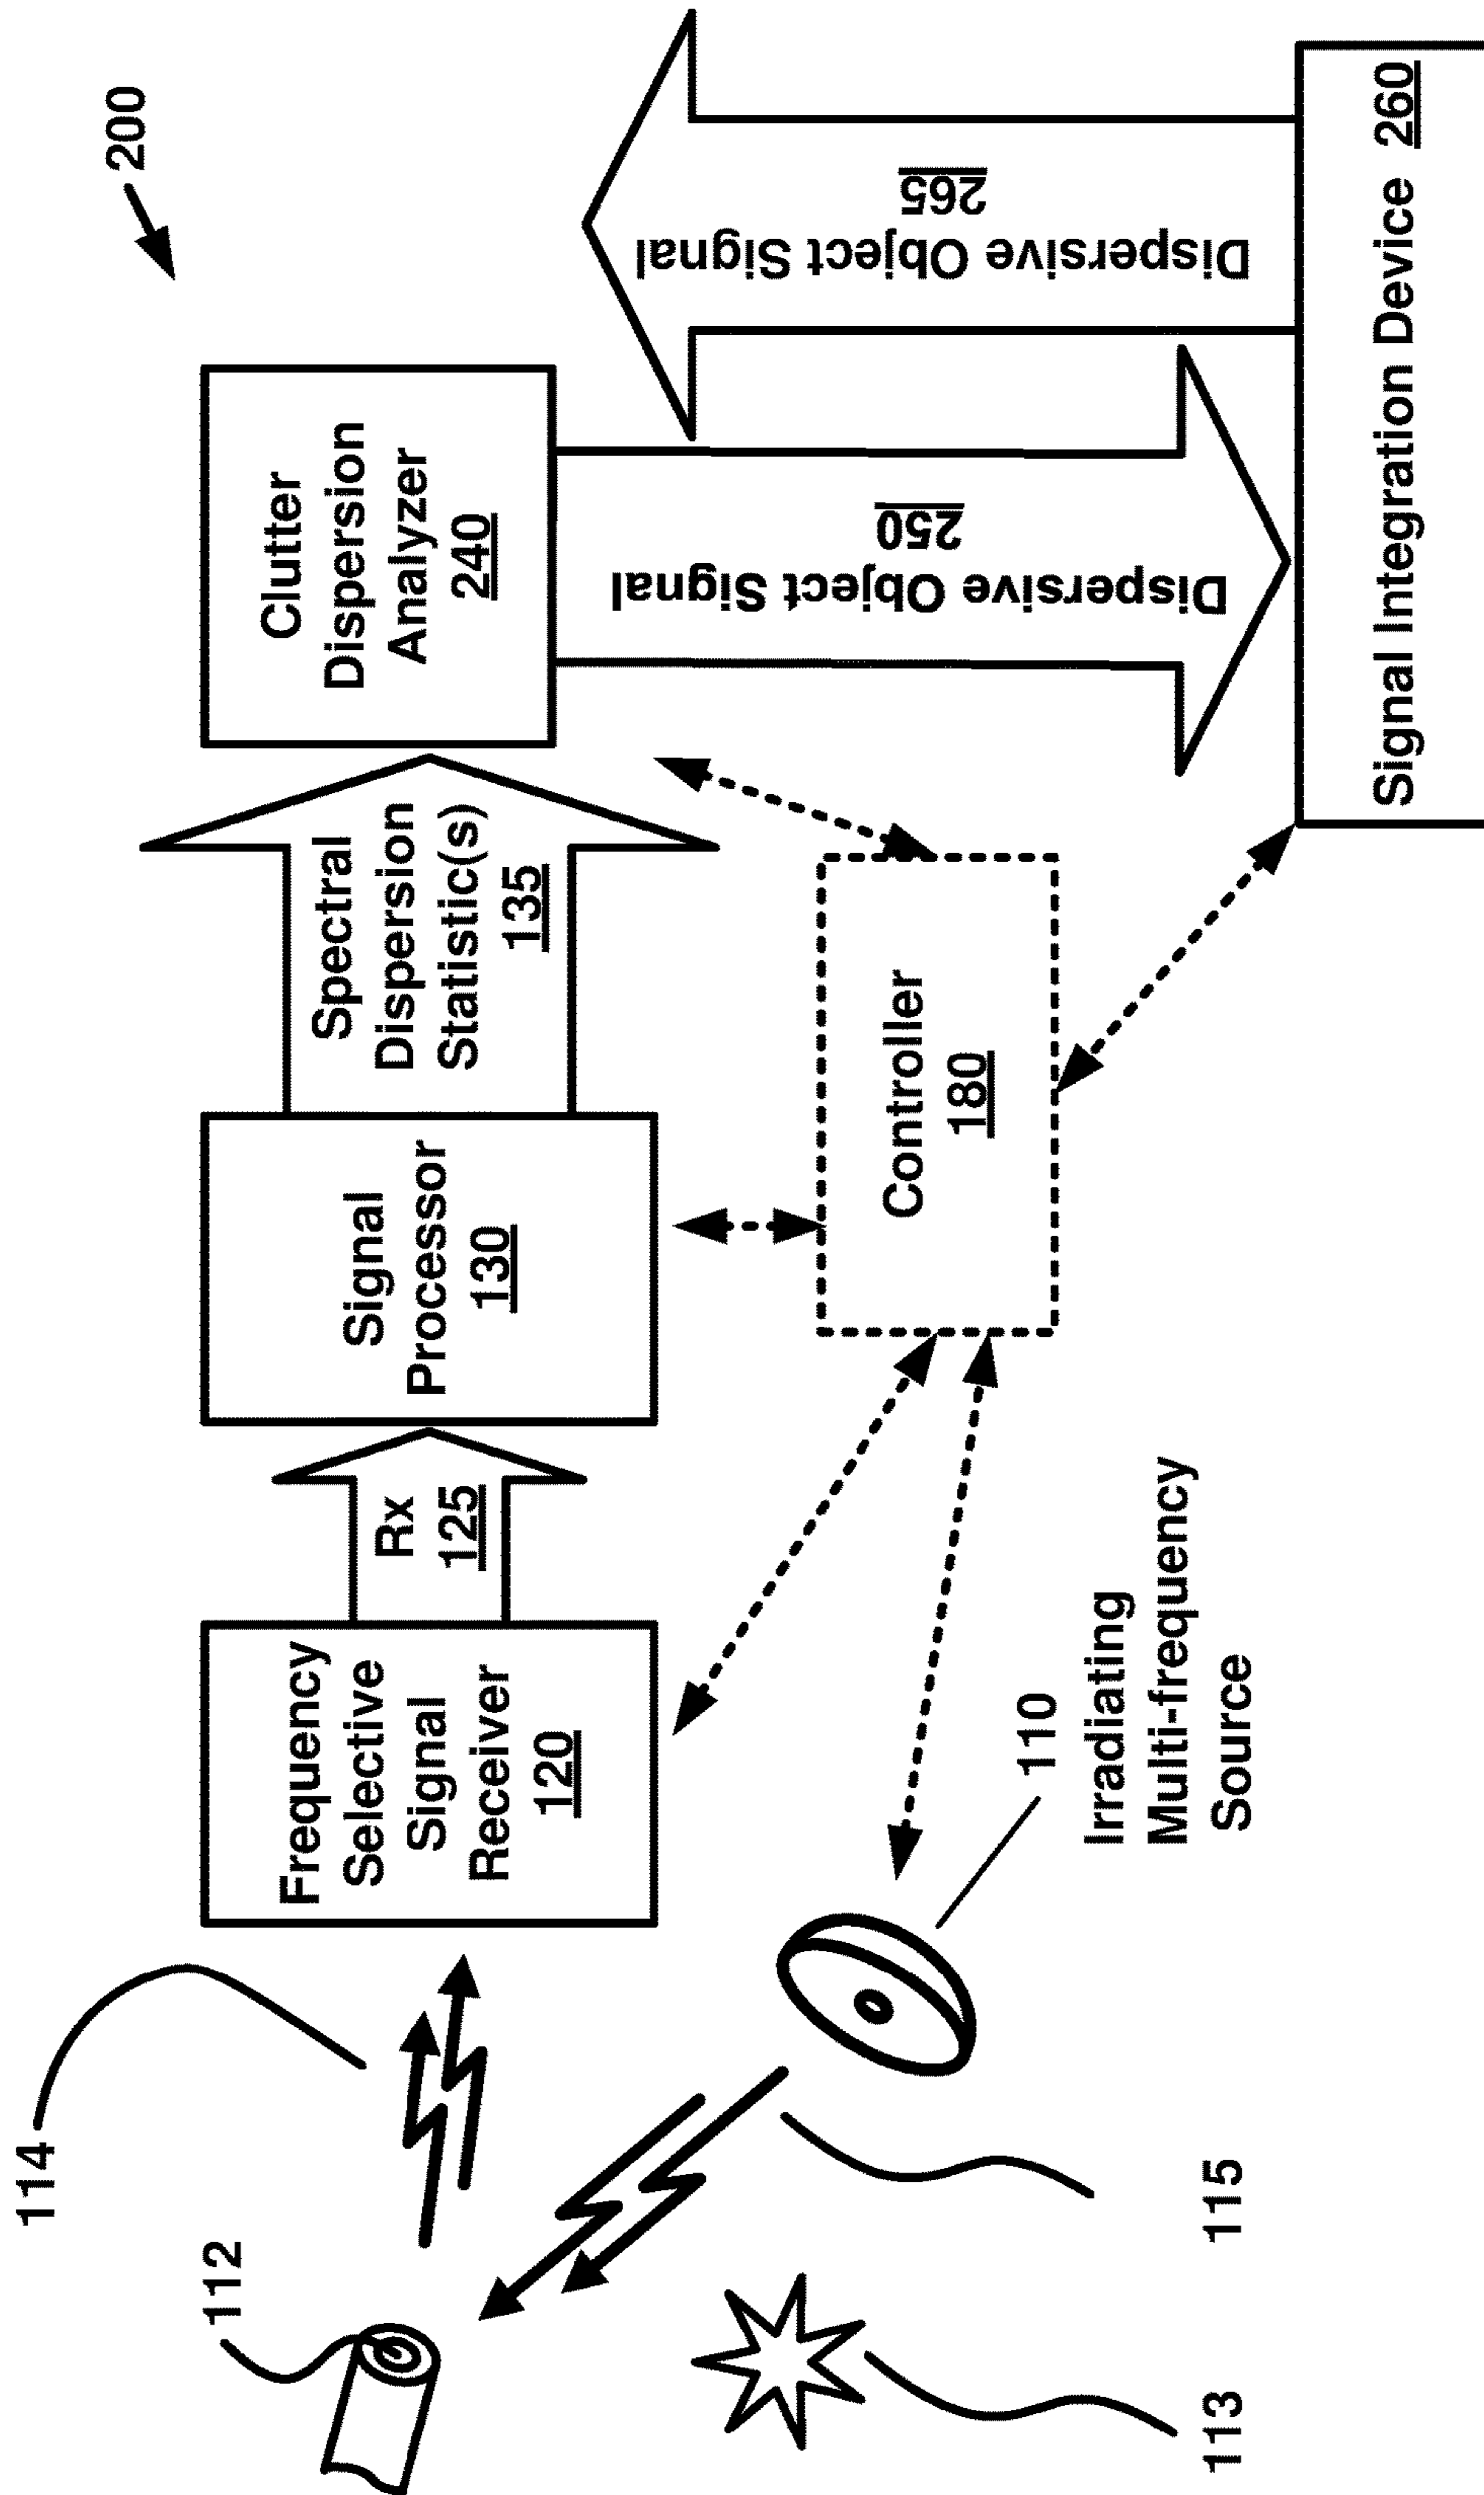 200
114
112
Frequency
Selective
Signal
Receiver
120
Rx
125
Signal
Processor
130
Spectral
Dispersion
Statistic(s)
135
Clutter
Dispersion
Analyzer
240
Dispersive Object Signal
250
Dispersive Object Signal
265
Controller
180
110
Irradiating
Multi-frequency
Source
113
115
Signal Integration Device 260